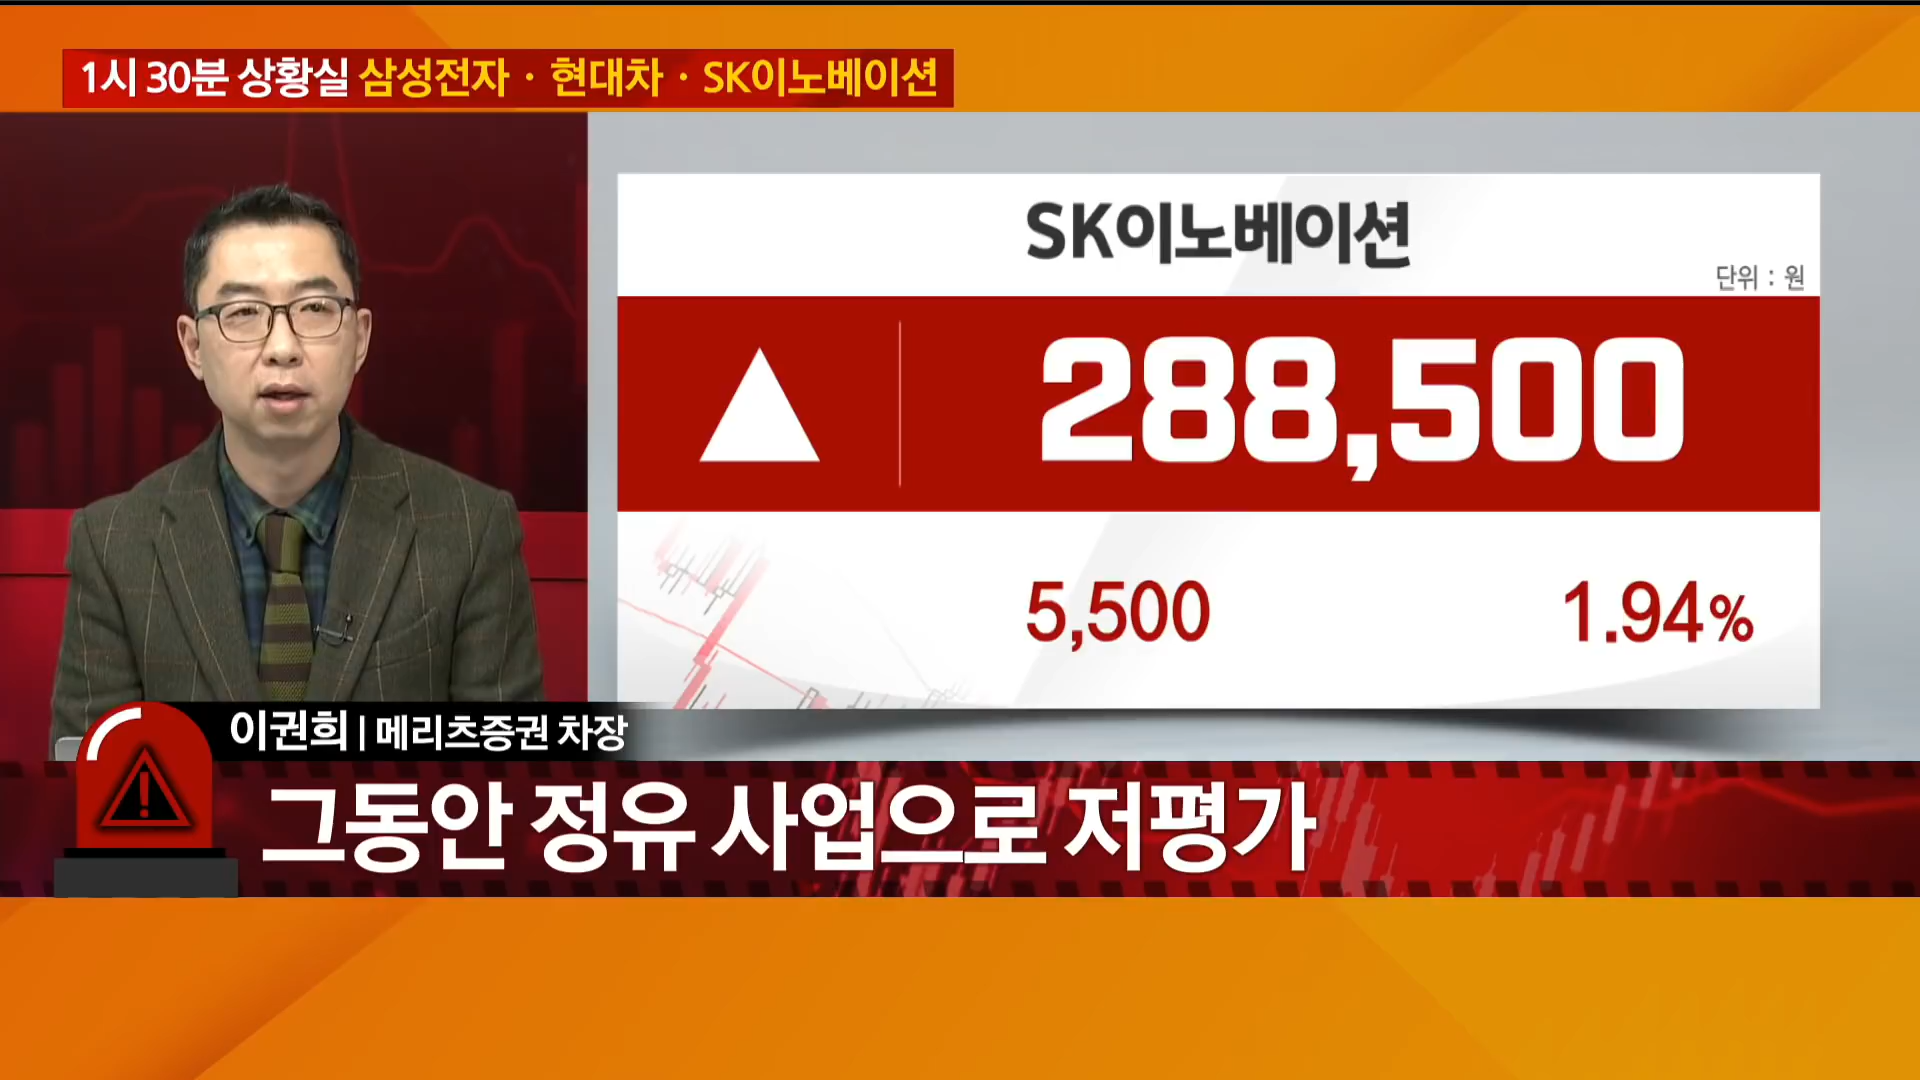 1시 30분 상황실 삼성전자 · 현대차 · SK이노베이션
SK이노베이션
단위 : 원
▲ 288,500
5,500 1.94%
이권희 | 메리츠증권 차장
그동안 정유 사업으로 저평가